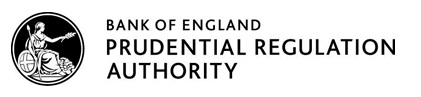 BANK OF ENGLAND
PRUDENTIAL REGULATION
AUTHORITY